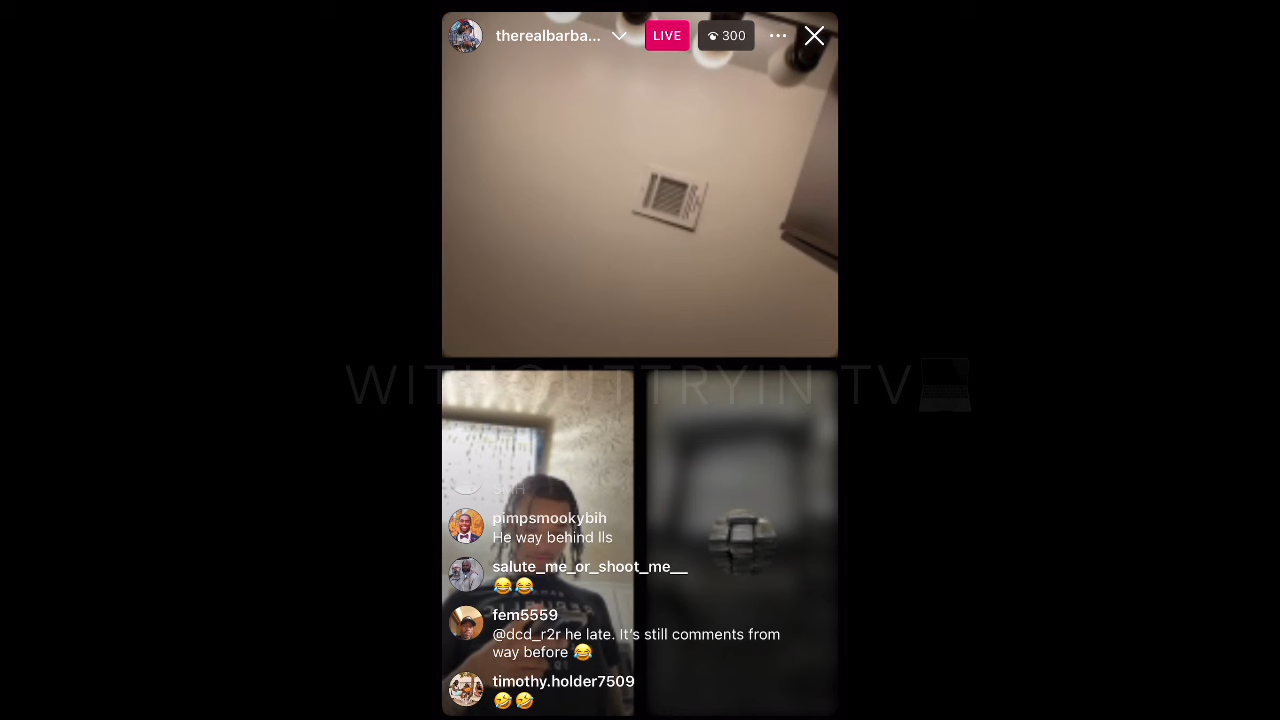 therealbarba...
LIVE
300
WITHOUTTRYIN TV
SMH
pimpsmookybih
He way behind lls
salute_me_or_shoot_me__
😂😂
fem5559
@dcd_r2r he late. It's still comments from
way before 😂
timothy.holder7509
🤣🤣